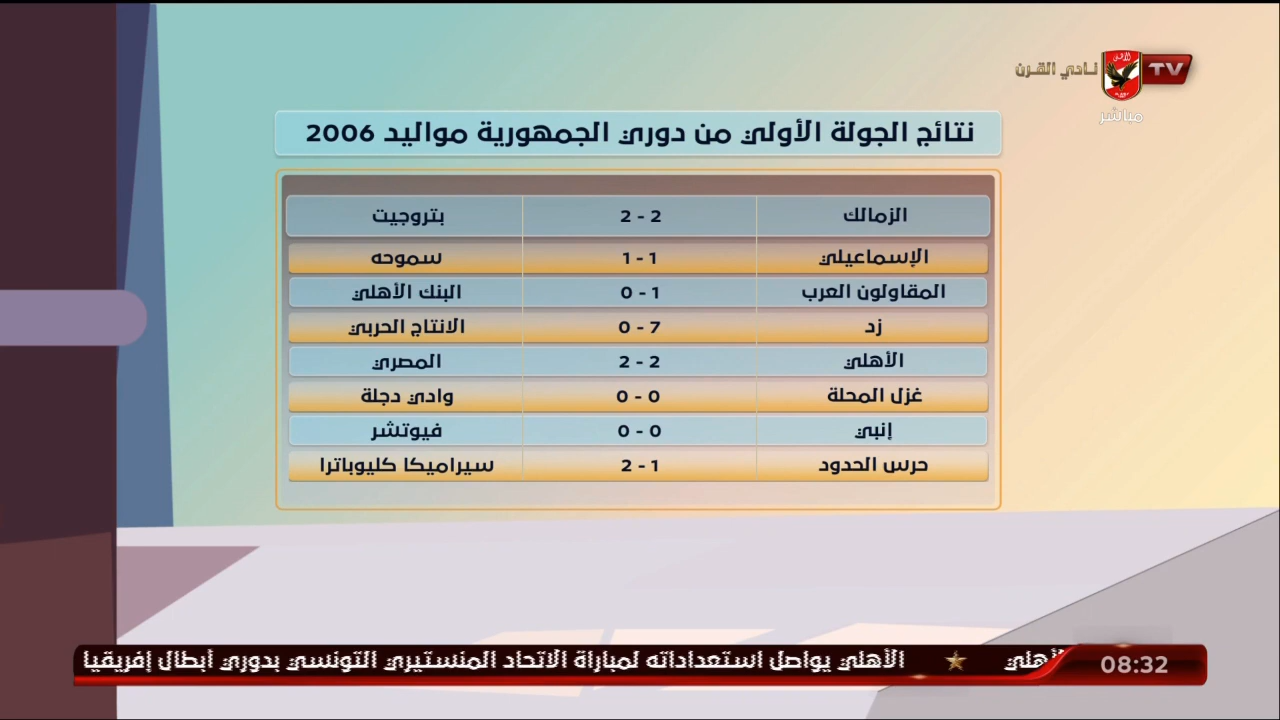 نادي القرن TV
مباشر
نتائج الجولة الأولي من دوري الجمهورية مواليد 2006
الزمالك 2 - 2 بتروجيت
الإسماعيلي 1 - 1 سموحه
المقاولون العرب 0 - 1 البنك الأهلي
زد 0 - 7 الانتاج الحربي
الأهلي 2 - 2 المصري
غزل المحلة 0 - 0 وادي دجلة
إنبي 0 - 0 فيوتشر
حرس الحدود 2 - 1 سيراميكا كليوباترا
08:32 الأهلي ★ الأهلي يواصل استعداداته لمباراة الاتحاد المنستيري التونسي بدوري أبطال إفريقيا